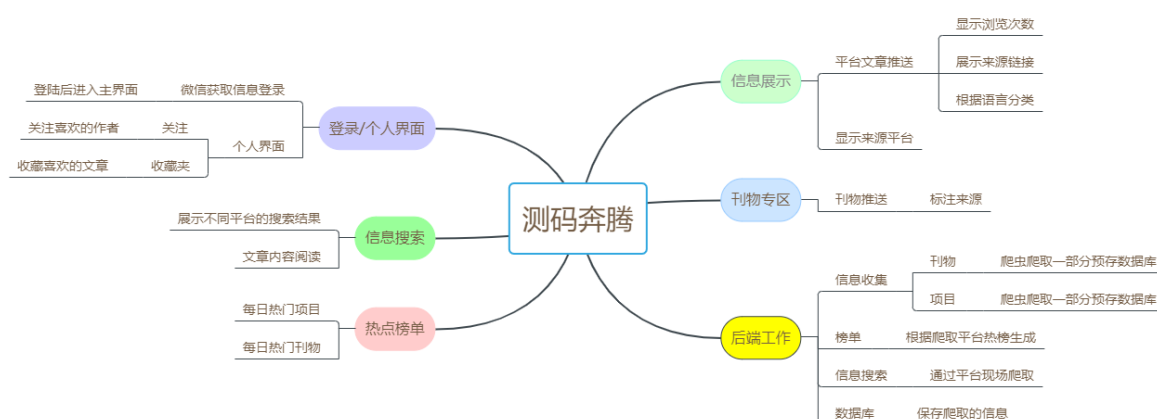 测码奔腾
登录/个人界面
微信获取信息登录
登陆后进入主界面
个人界面
关注
关注喜欢的作者
收藏夹
收藏喜欢的文章
信息搜索
展示不同平台的搜索结果
文章内容阅读
热点榜单
每日热门项目
每日热门刊物
信息展示
平台文章推送
显示浏览次数
展示来源链接
根据语言分类
显示来源平台
刊物专区
刊物推送
标注来源
后端工作
信息收集
刊物
爬虫爬取一部分预存数据库
项目
爬虫爬取一部分预存数据库
榜单
根据爬取平台热榜生成
信息搜索
通过平台现场爬取
数据库
保存爬取的信息